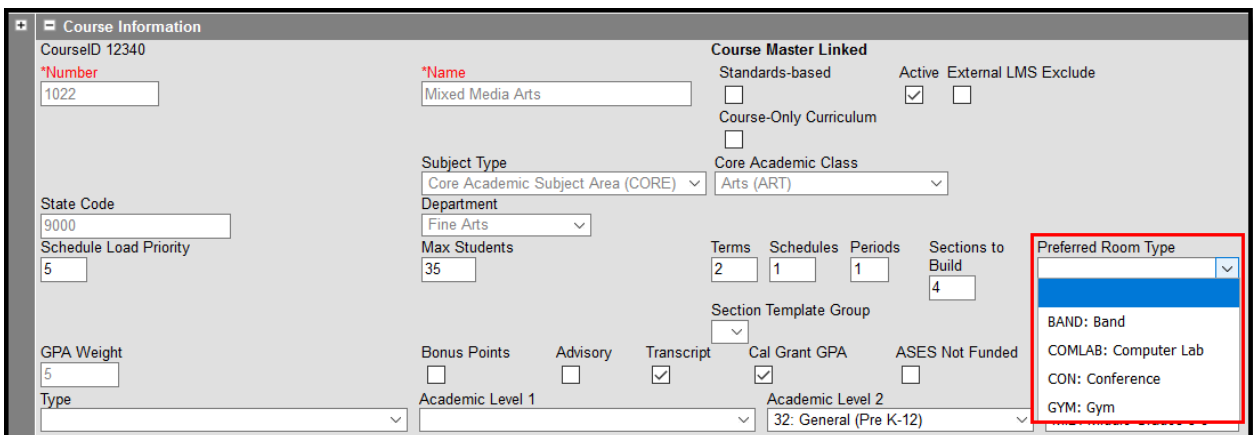 Course Information
CourseID 12340 Course Master Linked
*Number *Name Standards-based Active External LMS Exclude
1022 Mixed Media Arts
Course-Only Curriculum
Subject Type Core Academic Class
Core Academic Subject Area (CORE) Arts (ART)
State Code Department
9000 Fine Arts
Schedule Load Priority Max Students Terms Schedules Periods Sections to Build Preferred Room Type
5 35 2 1 1 4
Section Template Group
BAND: Band
GPA Weight Bonus Points Advisory Transcript Cal Grant GPA ASES Not Funded COMLAB: Computer Lab
5 CON: Conference
Type Academic Level 1 Academic Level 2 GYM: Gym
32: General (Pre K-12)